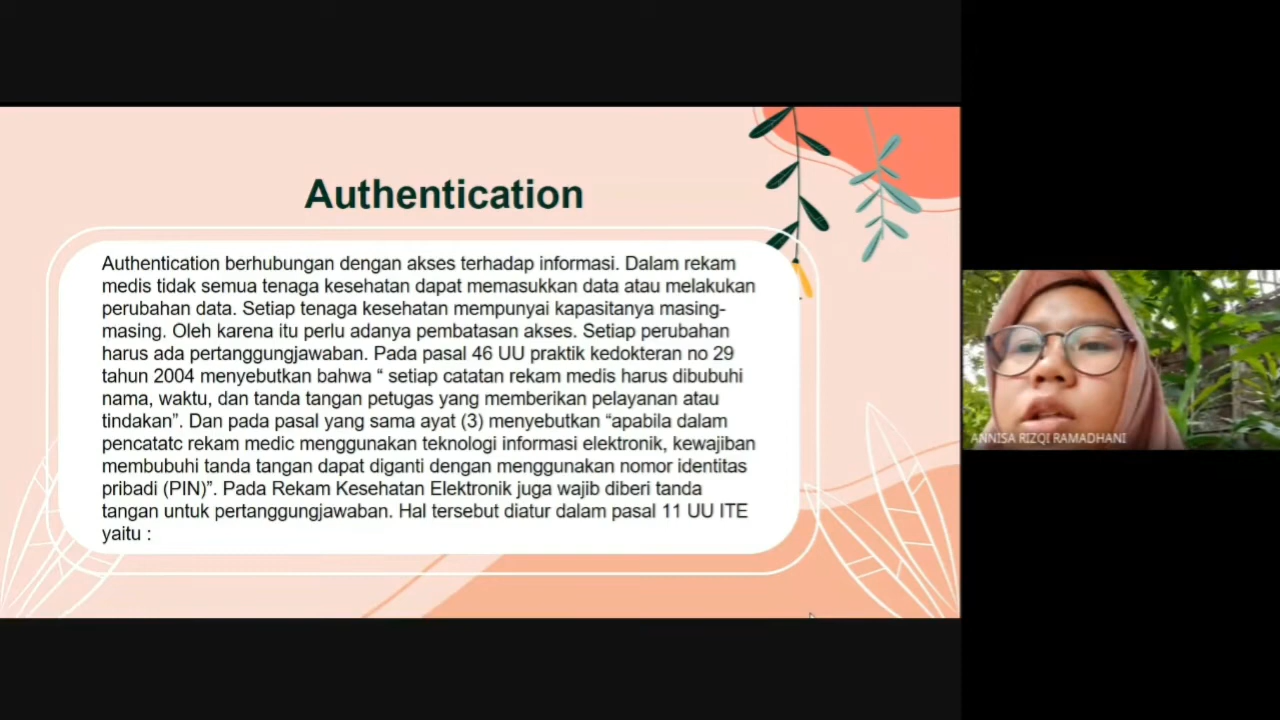 Authentication
Authentication berhubungan dengan akses terhadap informasi. Dalam rekam
medis tidak semua tenaga kesehatan dapat memasukkan data atau melakukan
perubahan data. Setiap tenaga kesehatan mempunyai kapasitanya masing-
masing. Oleh karena itu perlu adanya pembatasan akses. Setiap perubahan
harus ada pertanggungjawaban. Pada pasal 46 UU praktik kedokteran no 29
tahun 2004 menyebutkan bahwa “ setiap catatan rekam medis harus dibubuhi
nama, waktu, dan tanda tangan petugas yang memberikan pelayanan atau
tindakan”. Dan pada pasal yang sama ayat (3) menyebutkan “apabila dalam
pencatatc rekam medic menggunakan teknologi informasi elektronik, kewajiban
membubuhi tanda tangan dapat diganti dengan menggunakan nomor identitas
pribadi (PIN)”. Pada Rekam Kesehatan Elektronik juga wajib diberi tanda
tangan untuk pertanggungjawaban. Hal tersebut diatur dalam pasal 11 UU ITE
yaitu :
ANNISA RIZQI RAMADHANI